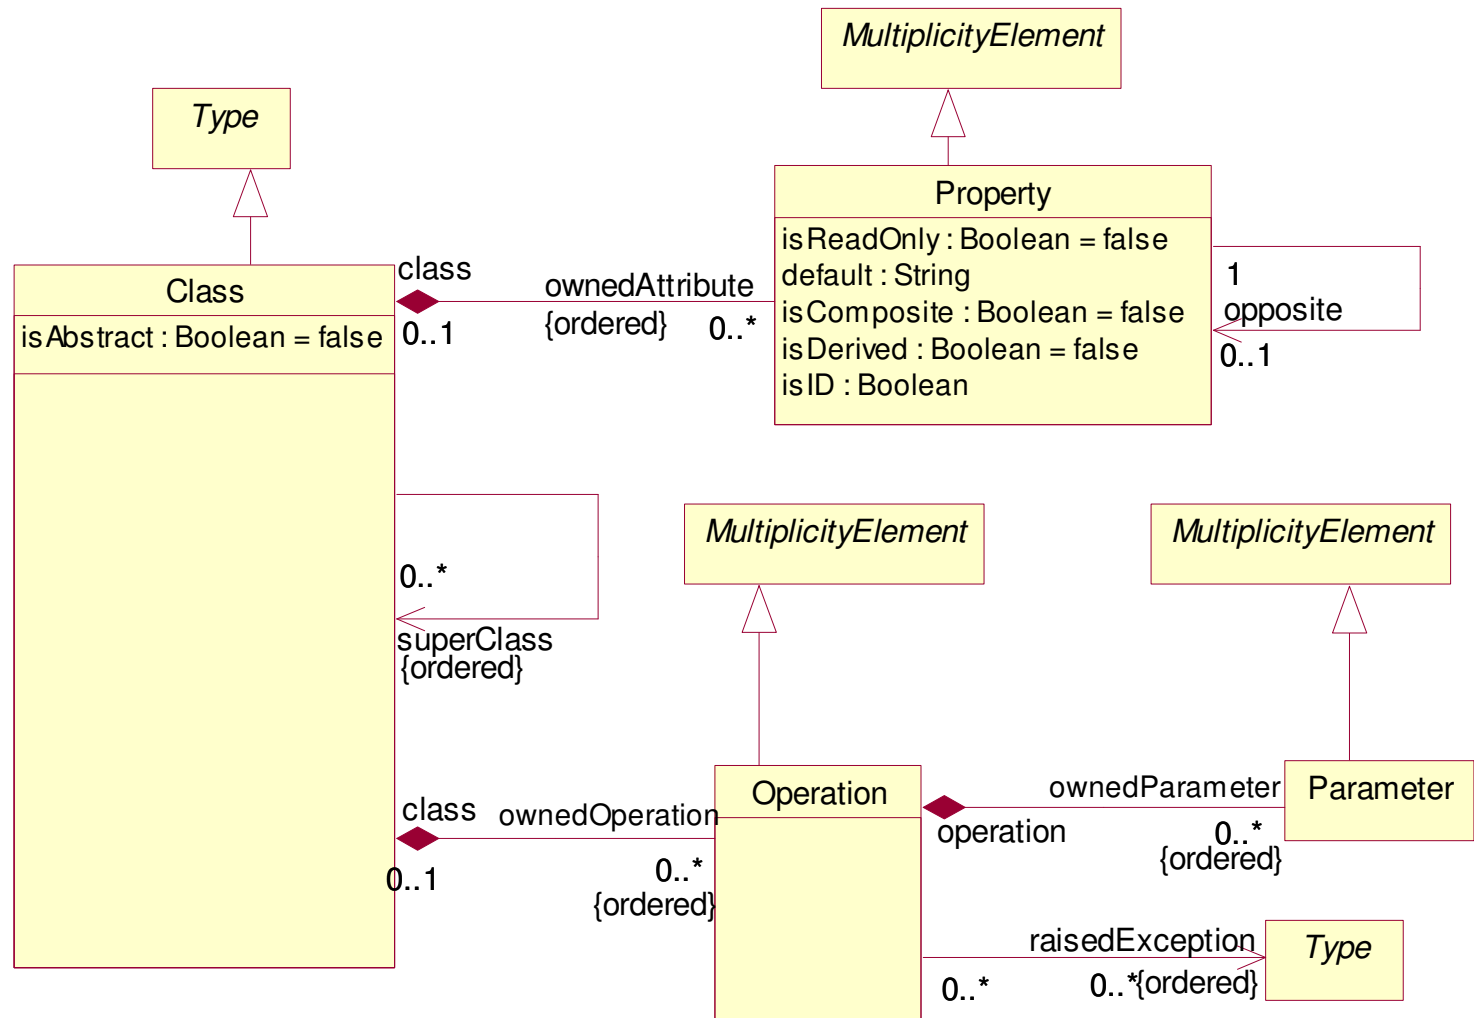 MultiplicityElement
Type
Property
isReadOnly : Boolean = false
default : String
isComposite : Boolean = false
isDerived : Boolean = false
isID : Boolean
1
opposite
0..1
class
0..1
ownedAttribute
{ordered} 0..*
Class
isAbstract : Boolean = false
0..*
superClass
{ordered}
MultiplicityElement
MultiplicityElement
class
0..1
ownedOperation
0..*
{ordered}
Operation
operation
ownedParameter
0..*
{ordered}
Parameter
raisedException
0..*
0..*{ordered}
Type